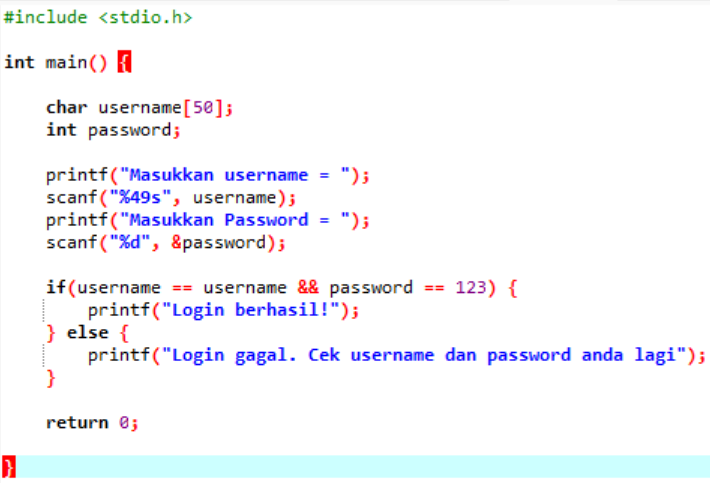 #include <stdio.h>
int main() {
char username[50];
int password;
printf("Masukkan username = ");
scanf("%49s", username);
printf("Masukkan Password = ");
scanf("%d", &password);
if(username == username && password == 123) {
printf("Login berhasil!");
} else {
printf("Login gagal. Cek username dan password anda lagi");
}
return 0;
}